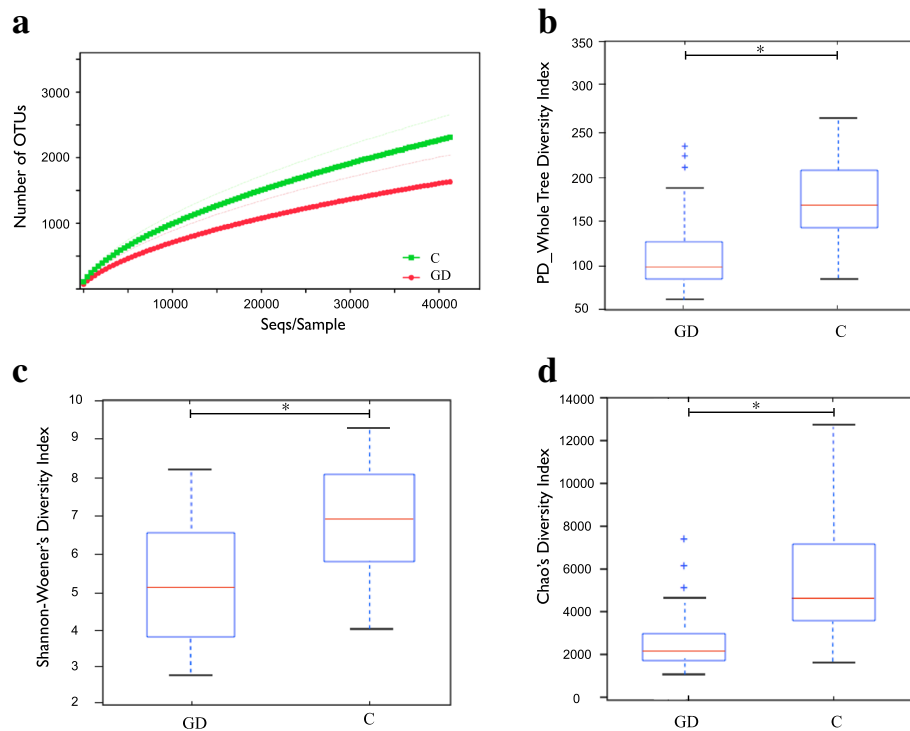 a
Number of OTUs
3000
2000
1000
10000 20000 30000 40000
Seqs/Sample
C
GD
b
PD_Whole Tree Diversity Index
350
300
250
200
150
100
50
*
GD C
c
Shannon-Woener's Diversity Index
10
9
8
7
6
5
4
3
2
*
GD C
d
Chao's Diversity Index
14000
12000
10000
8000
6000
4000
2000
0
*
GD C